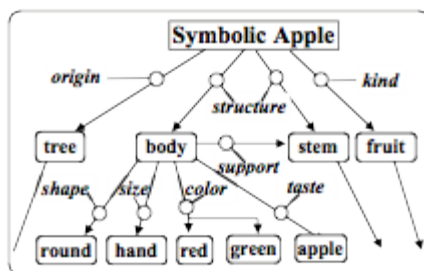 Symbolic Apple
origin
kind
structure
tree
body
stem
fruit
support
shape
size
color
taste
round
hand
red
green
apple